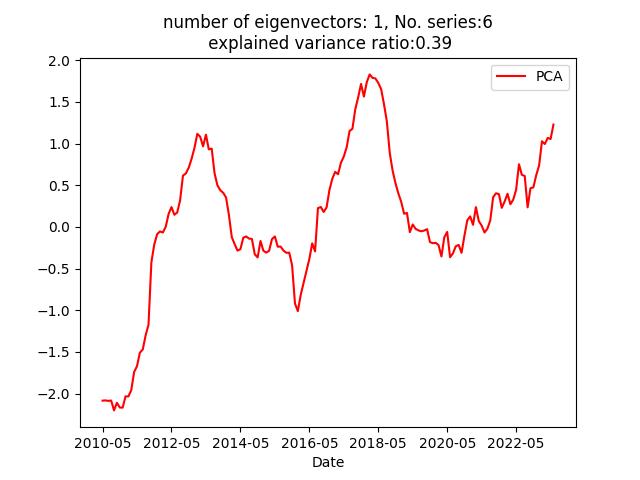 number of eigenvectors: 1, No. series:6
explained variance ratio:0.39
PCA
2.0
1.5
1.0
0.5
0.0
−0.5
−1.0
−1.5
−2.0
2010-05 2012-05 2014-05 2016-05 2018-05 2020-05 2022-05
Date